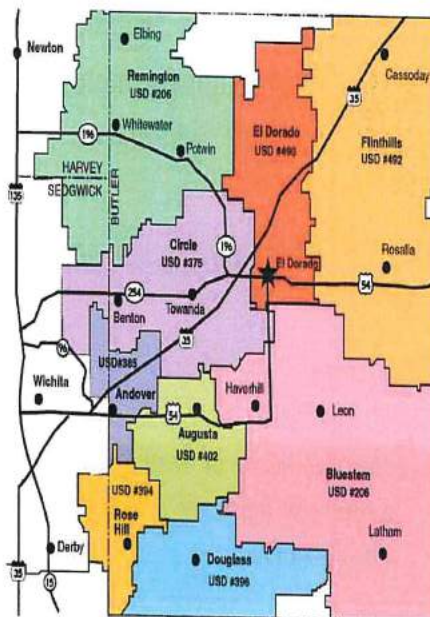 Elbing
Newton
Remington
USD #206
Cassoday
35
Whitewater
196
Potwin
El Dorado
USD #490
Flinthills
USD #492
HARVEY
SEDGWICK
BUTLER
135
Circle
USD #375
196
El Dorado
Rosalia
254
54
Benton
Towanda
35
96
USD#385
Wichita
Andover
54
Haverhill
Leon
Augusta
USD #402
Bluestem
USD #206
USD #394
Rose
Hill
Derby
Douglass
USD #396
Latham
35
15